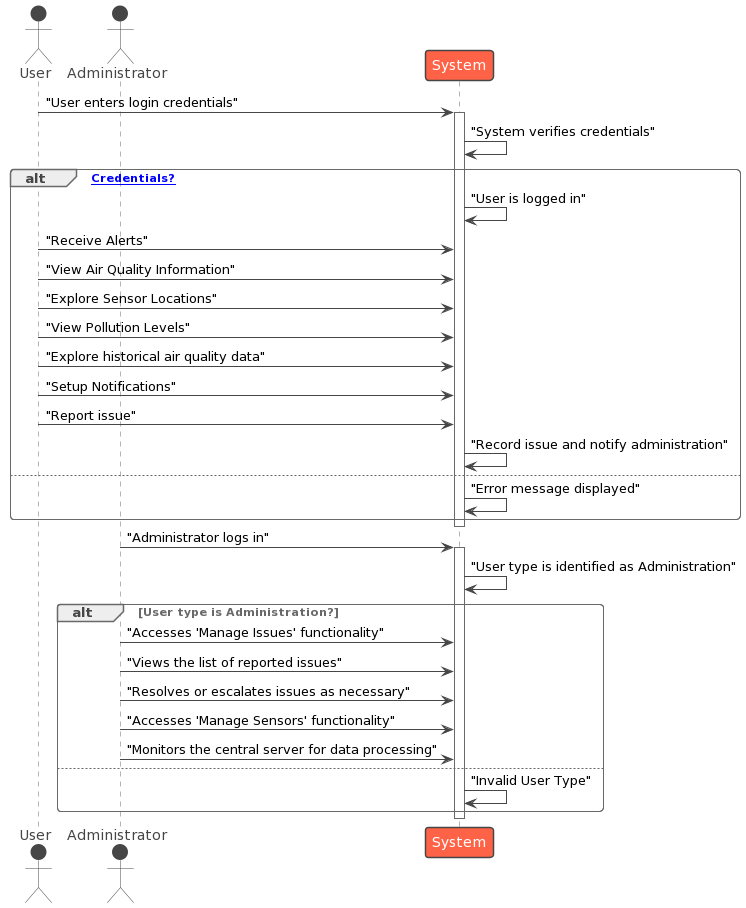 User
Administrator
System
"User enters login credentials"
"System verifies credentials"
alt
Credentials?
"User is logged in"
"Receive Alerts"
"View Air Quality Information"
"Explore Sensor Locations"
"View Pollution Levels"
"Explore historical air quality data"
"Setup Notifications"
"Report issue"
"Record issue and notify administration"
"Error message displayed"
"Administrator logs in"
"User type is identified as Administration"
alt
[User type is Administration?]
"Accesses 'Manage Issues' functionality"
"Views the list of reported issues"
"Resolves or escalates issues as necessary"
"Accesses 'Manage Sensors' functionality"
"Monitors the central server for data processing"
"Invalid User Type"
User
Administrator
System